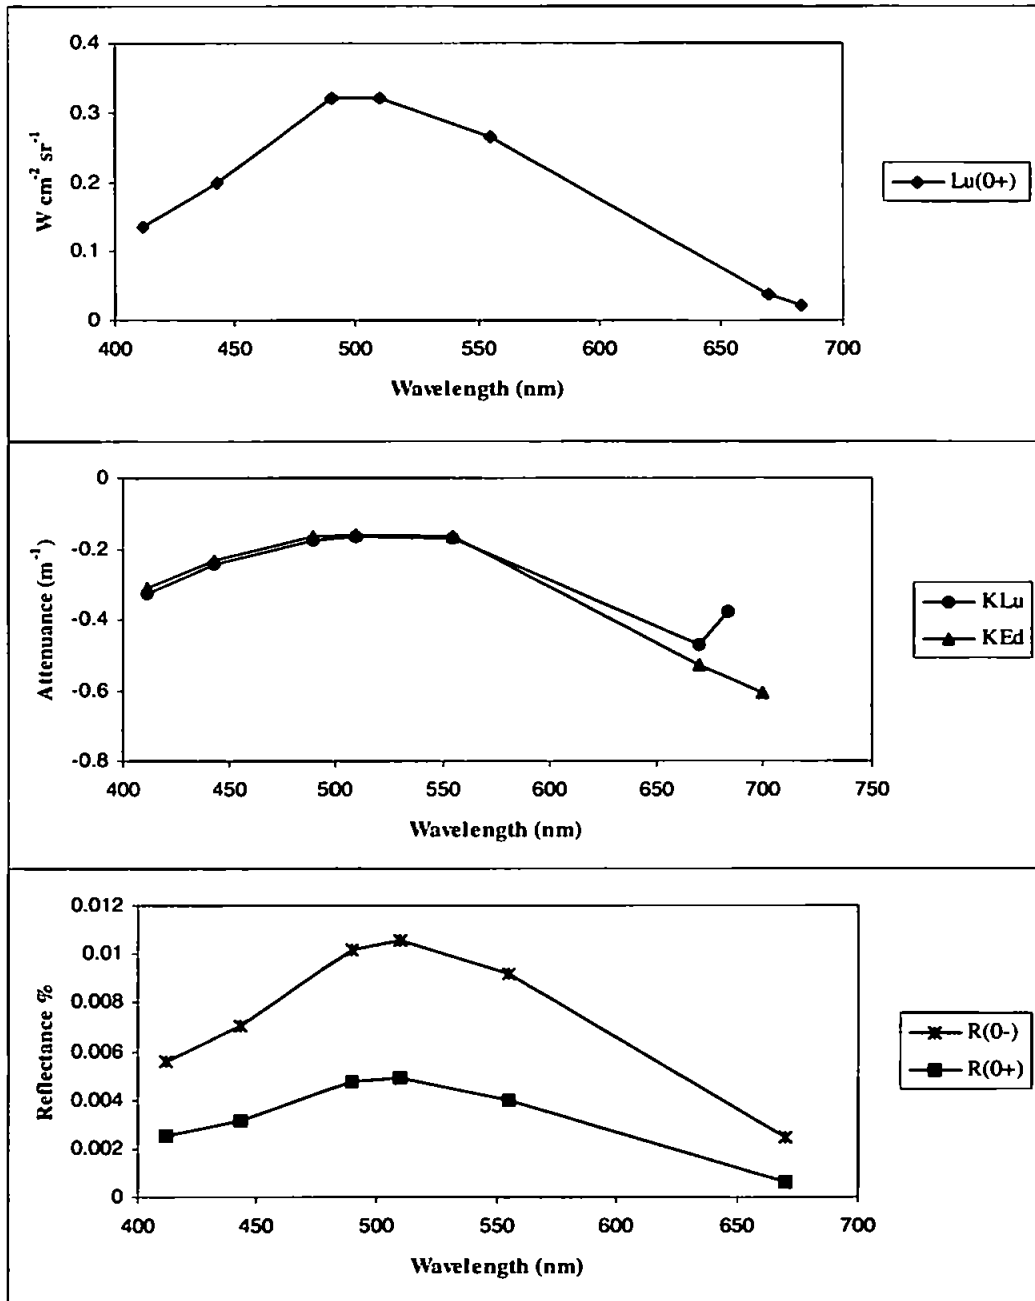 0.4
0.3
0.2
0.1
0
W cm⁻² sr⁻¹
400 450 500 550 600 650 700
Wavelength (nm)
Lu(0+)
0
-0.2
-0.4
-0.6
-0.8
Attenuance (m⁻¹)
400 450 500 550 600 650 700 750
Wavelength (nm)
KLu
KEd
0.012
0.01
0.008
0.006
0.004
0.002
0
Reflectance %
400 450 500 550 600 650 700
Wavelength (nm)
R(0-)
R(0+)